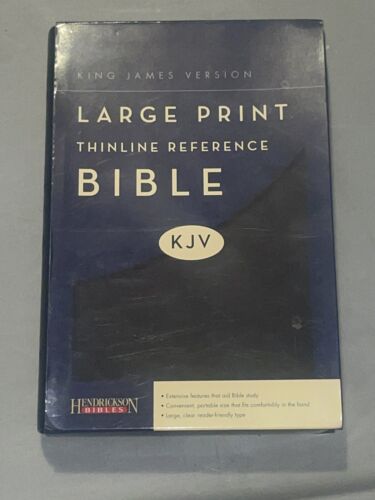 KING JAMES VERSION
LARGE PRINT
THINLINE REFERENCE
BIBLE
KJV
HENDRICKSON
BIBLES
• Extensive features that aid Bible study
• Convenient, portable size that fits comfortably in the hand
• Large, clear reader-friendly type